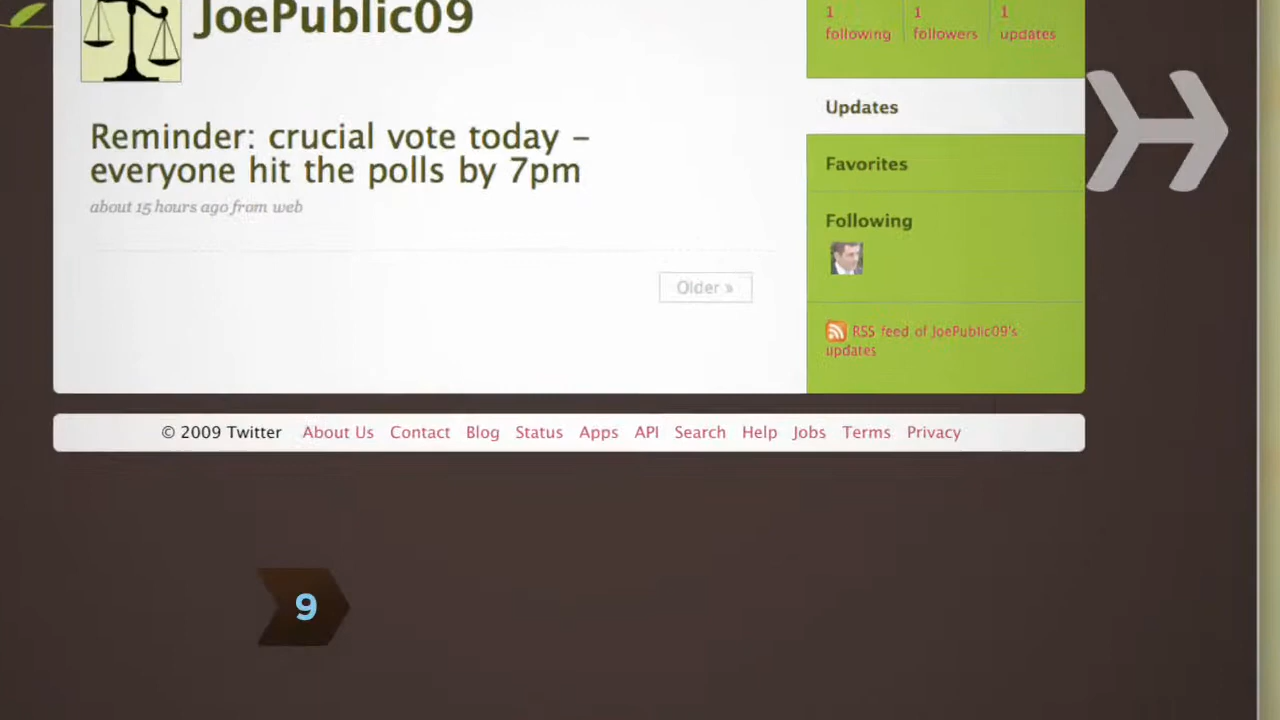 JoePublic09
1 1 1
following followers updates
Updates
Reminder: crucial vote today –
everyone hit the polls by 7pm
about 15 hours ago from web
Favorites
Following
Older »
RSS feed of JoePublic09's
updates
© 2009 Twitter About Us Contact Blog Status Apps API Search Help Jobs Terms Privacy
9